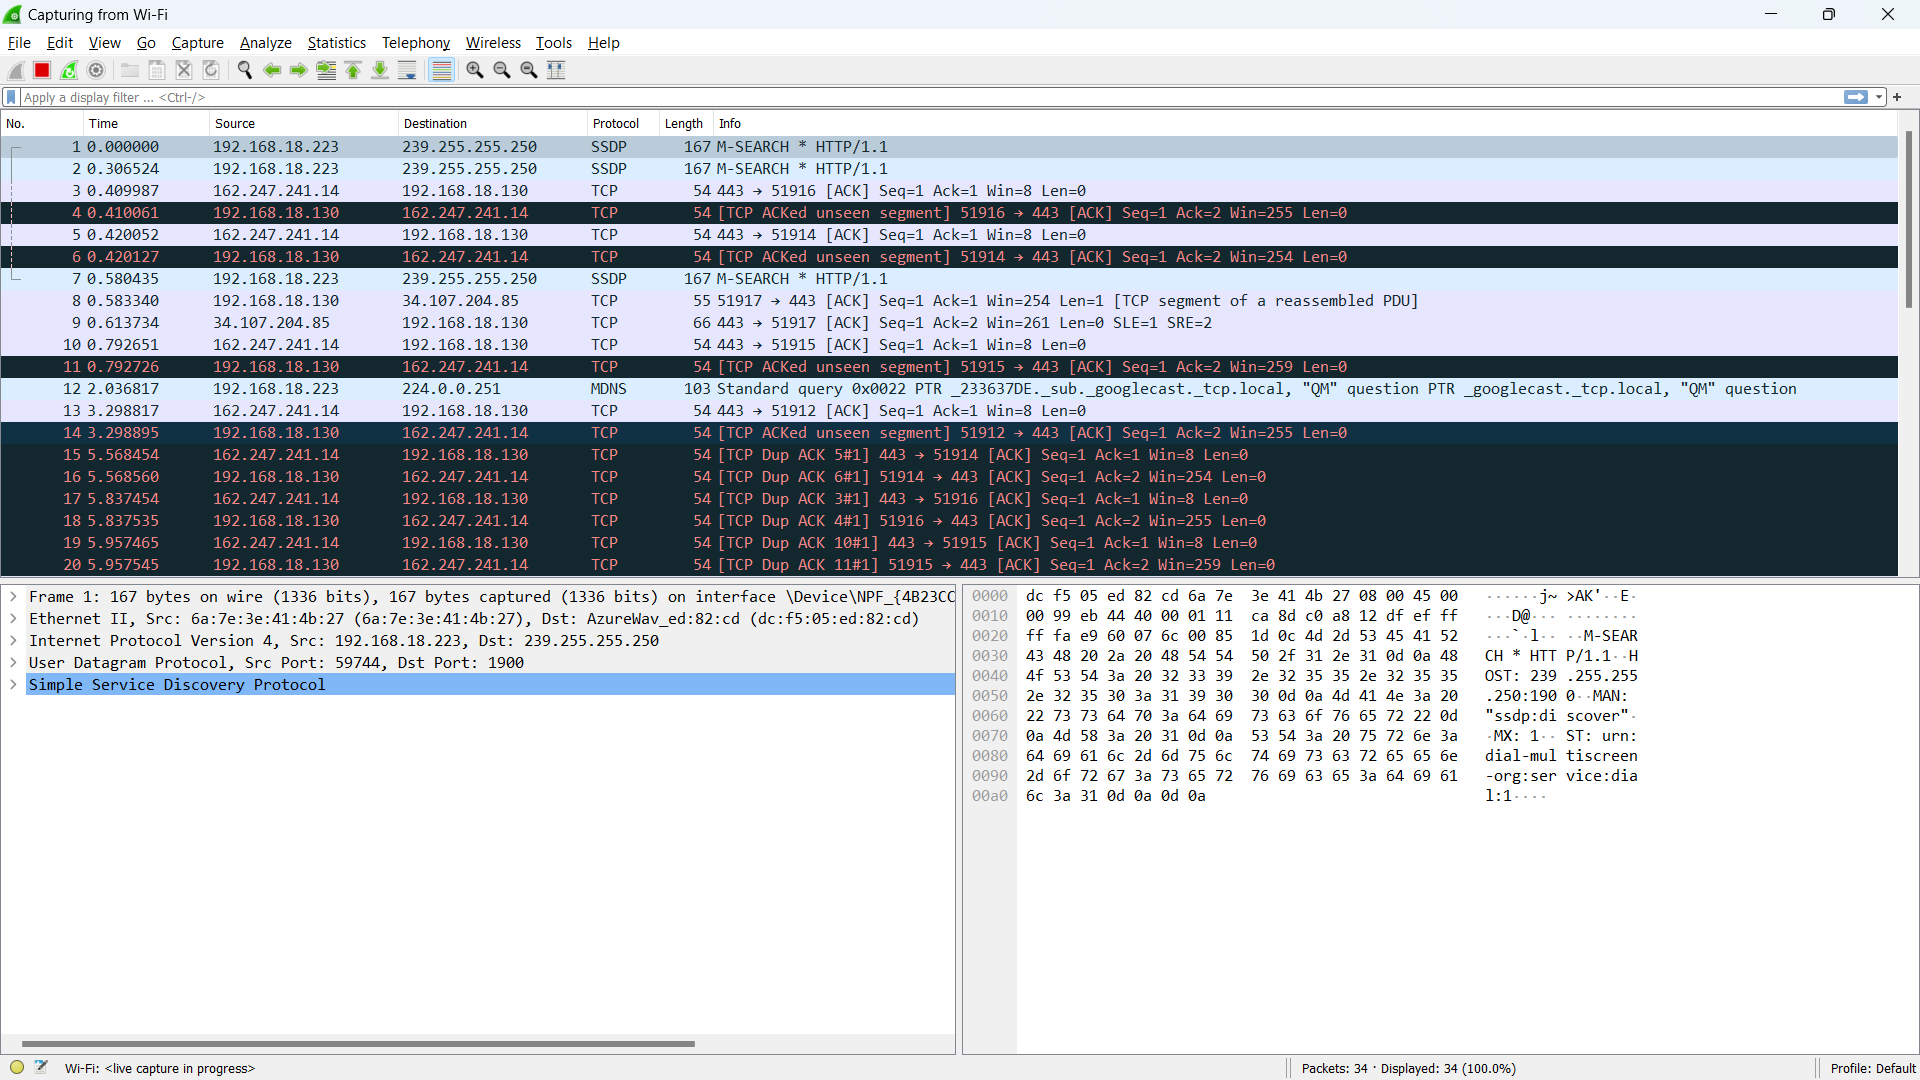 Capturing from Wi-Fi
File Edit View Go Capture Analyze Statistics Telephony Wireless Tools Help
Apply a display filter ... <Ctrl-/>
No. Time Source Destination Protocol Length Info
1 0.000000 192.168.18.223 239.255.255.250 SSDP 167 M-SEARCH * HTTP/1.1
2 0.306524 192.168.18.223 239.255.255.250 SSDP 167 M-SEARCH * HTTP/1.1
3 0.409987 162.247.241.14 192.168.18.130 TCP 54 443 → 51916 [ACK] Seq=1 Ack=1 Win=8 Len=0
4 0.410061 192.168.18.130 162.247.241.14 TCP 54 [TCP ACKed unseen segment] 51916 → 443 [ACK] Seq=1 Ack=2 Win=255 Len=0
5 0.420052 162.247.241.14 192.168.18.130 TCP 54 443 → 51914 [ACK] Seq=1 Ack=1 Win=8 Len=0
6 0.420127 192.168.18.130 162.247.241.14 TCP 54 [TCP ACKed unseen segment] 51914 → 443 [ACK] Seq=1 Ack=2 Win=254 Len=0
7 0.580435 192.168.18.223 239.255.255.250 SSDP 167 M-SEARCH * HTTP/1.1
8 0.583340 192.168.18.130 34.107.204.85 TCP 55 51917 → 443 [ACK] Seq=1 Ack=1 Win=254 Len=1 [TCP segment of a reassembled PDU]
9 0.613734 34.107.204.85 192.168.18.130 TCP 66 443 → 51917 [ACK] Seq=1 Ack=2 Win=261 Len=0 SLE=1 SRE=2
10 0.792651 162.247.241.14 192.168.18.130 TCP 54 443 → 51915 [ACK] Seq=1 Ack=1 Win=8 Len=0
11 0.792726 192.168.18.130 162.247.241.14 TCP 54 [TCP ACKed unseen segment] 51915 → 443 [ACK] Seq=1 Ack=2 Win=259 Len=0
12 2.036817 192.168.18.223 224.0.0.251 MDNS 103 Standard query 0x0022 PTR _233637DE._sub._googlecast._tcp.local, "QM" question PTR _googlecast._tcp.local, "QM" question
13 3.298817 162.247.241.14 192.168.18.130 TCP 54 443 → 51912 [ACK] Seq=1 Ack=1 Win=8 Len=0
14 3.298895 192.168.18.130 162.247.241.14 TCP 54 [TCP ACKed unseen segment] 51912 → 443 [ACK] Seq=1 Ack=2 Win=255 Len=0
15 5.568454 162.247.241.14 192.168.18.130 TCP 54 [TCP Dup ACK 5#1] 443 → 51914 [ACK] Seq=1 Ack=1 Win=8 Len=0
16 5.568560 192.168.18.130 162.247.241.14 TCP 54 [TCP Dup ACK 6#1] 51914 → 443 [ACK] Seq=1 Ack=2 Win=254 Len=0
17 5.837454 162.247.241.14 192.168.18.130 TCP 54 [TCP Dup ACK 3#1] 443 → 51916 [ACK] Seq=1 Ack=1 Win=8 Len=0
18 5.837535 192.168.18.130 162.247.241.14 TCP 54 [TCP Dup ACK 4#1] 51916 → 443 [ACK] Seq=1 Ack=2 Win=255 Len=0
19 5.957465 162.247.241.14 192.168.18.130 TCP 54 [TCP Dup ACK 10#1] 443 → 51915 [ACK] Seq=1 Ack=1 Win=8 Len=0
20 5.957545 192.168.18.130 162.247.241.14 TCP 54 [TCP Dup ACK 11#1] 51915 → 443 [ACK] Seq=1 Ack=2 Win=259 Len=0
Frame 1: 167 bytes on wire (1336 bits), 167 bytes captured (1336 bits) on interface \Device\NPF_{4B23CC
Ethernet II, Src: 6a:7e:3e:41:4b:27 (6a:7e:3e:41:4b:27), Dst: AzureWav_ed:82:cd (dc:f5:05:ed:82:cd)
Internet Protocol Version 4, Src: 192.168.18.223, Dst: 239.255.255.250
User Datagram Protocol, Src Port: 59744, Dst Port: 1900
Simple Service Discovery Protocol
0000 dc f5 05 ed 82 cd 6a 7e 3e 41 4b 27 08 00 45 00 ······j~ >AK'··E·
0010 00 99 eb 44 40 00 01 11 ca 8d c0 a8 12 df ef ff ···D@··· ········
0020 ff fa e9 60 07 6c 00 85 1d 0c 4d 2d 53 45 41 52 ···`·l·· ··M-SEAR
0030 43 48 20 2a 20 48 54 54 50 2f 31 2e 31 0d 0a 48 CH * HTT P/1.1··H
0040 4f 53 54 3a 20 32 33 39 2e 32 35 35 2e 32 35 35 OST: 239 .255.255
0050 2e 32 35 30 3a 31 39 30 30 0d 0a 4d 41 4e 3a 20 .250:190 0··MAN:
0060 22 73 73 64 70 3a 64 69 73 63 6f 76 65 72 22 0d "ssdp:di scover"·
0070 0a 4d 58 3a 20 31 0d 0a 53 54 3a 20 75 72 6e 3a ·MX: 1·· ST: urn:
0080 64 69 61 6c 2d 6d 75 6c 74 69 73 63 72 65 65 6e dial-mul tiscreen
0090 2d 6f 72 67 3a 73 65 72 76 69 63 65 3a 64 69 61 -org:ser vice:dia
00a0 6c 3a 31 0d 0a 0d 0a l:1····
Wi-Fi: <live capture in progress>
Packets: 34 · Displayed: 34 (100.0%)
Profile: Default